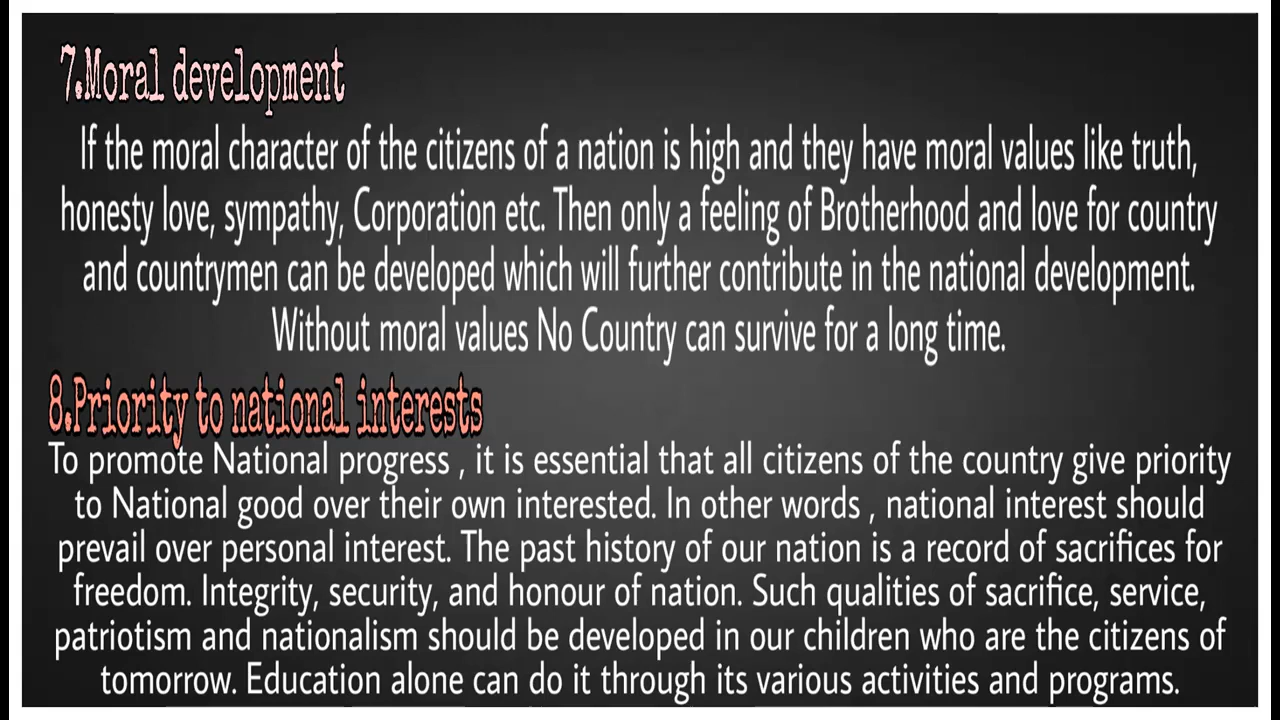 7.Moral development
If the moral character of the citizens of a nation is high and they have moral values like truth,
honesty love, sympathy, Corporation etc. Then only a feeling of Brotherhood and love for country
and countrymen can be developed which will further contribute in the national development.
Without moral values No Country can survive for a long time.
8.Priority to national interests
To promote National progress , it is essential that all citizens of the country give priority
to National good over their own interested. In other words , national interest should
prevail over personal interest. The past history of our nation is a record of sacrifices for
freedom. Integrity, security, and honour of nation. Such qualities of sacrifice, service,
patriotism and nationalism should be developed in our children who are the citizens of
tomorrow. Education alone can do it through its various activities and programs.